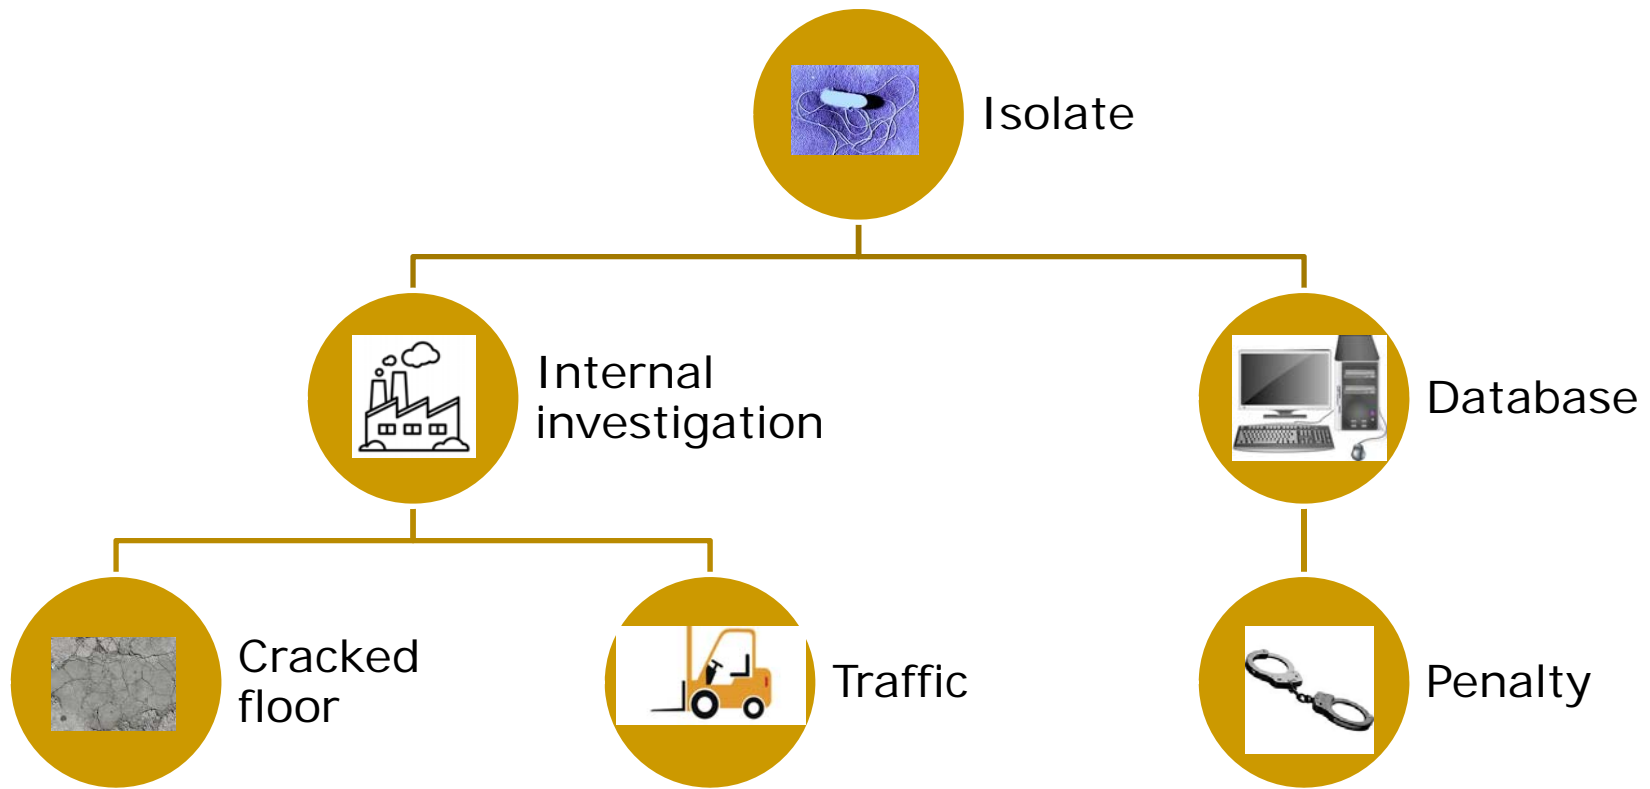 Isolate
Internal
investigation
Database
Cracked
floor
Traffic
Penalty